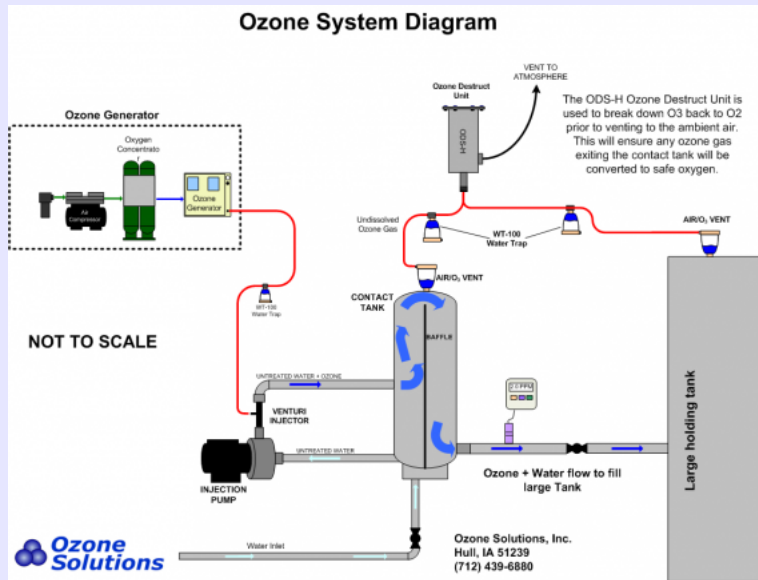 Ozone System Diagram
Ozone Generator
Oxygen
Concentrato
r
Air
Compressor
Ozone
Generator
WT-100
Water Trap
NOT TO SCALE
Ozone Destruct
Unit
ODS-H
VENT TO
ATMOSPHERE
The ODS-H Ozone Destruct Unit is
used to break down O3 back to O2
prior to venting to the ambient air.
This will ensure any ozone gas
exiting the contact tank will be
converted to safe oxygen.
Undissolved
Ozone Gas
WT-100
Water Trap
AIR/O₃ VENT
AIR/O₃ VENT
CONTACT
TANK
BAFFLE
UNTREATED WATER + OZONE
VENTURI
INJECTOR
UNTREATED WATER
INJECTION
PUMP
Ozone + Water flow to fill
large Tank
Large holding tank
Water Inlet
Ozone Solutions, Inc.
Hull, IA 51239
(712) 439-6880
Ozone
Solutions